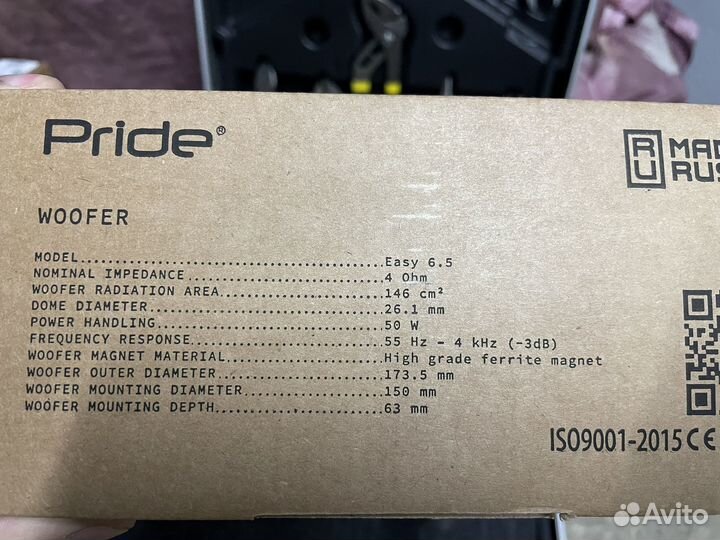 Pride®
RU
WOOFER
MODEL..............................................Easy 6.5
NOMINAL IMPEDANCE..........................4 Ohm
WOOFER RADIATION AREA......................146 cm²
DOME DIAMETER.................................26.1 mm
POWER HANDLING...............................50 W
FREQUENCY RESPONSE..........................55 Hz – 4 kHz (-3dB)
WOOFER MAGNET MATERIAL.....................High grade ferrite magnet
WOOFER OUTER DIAMETER......................173.5 mm
WOOFER MOUNTING DIAMETER..................150 mm
WOOFER MOUNTING DEPTH......................63 mm
ISO9001-2015 CE
Avito